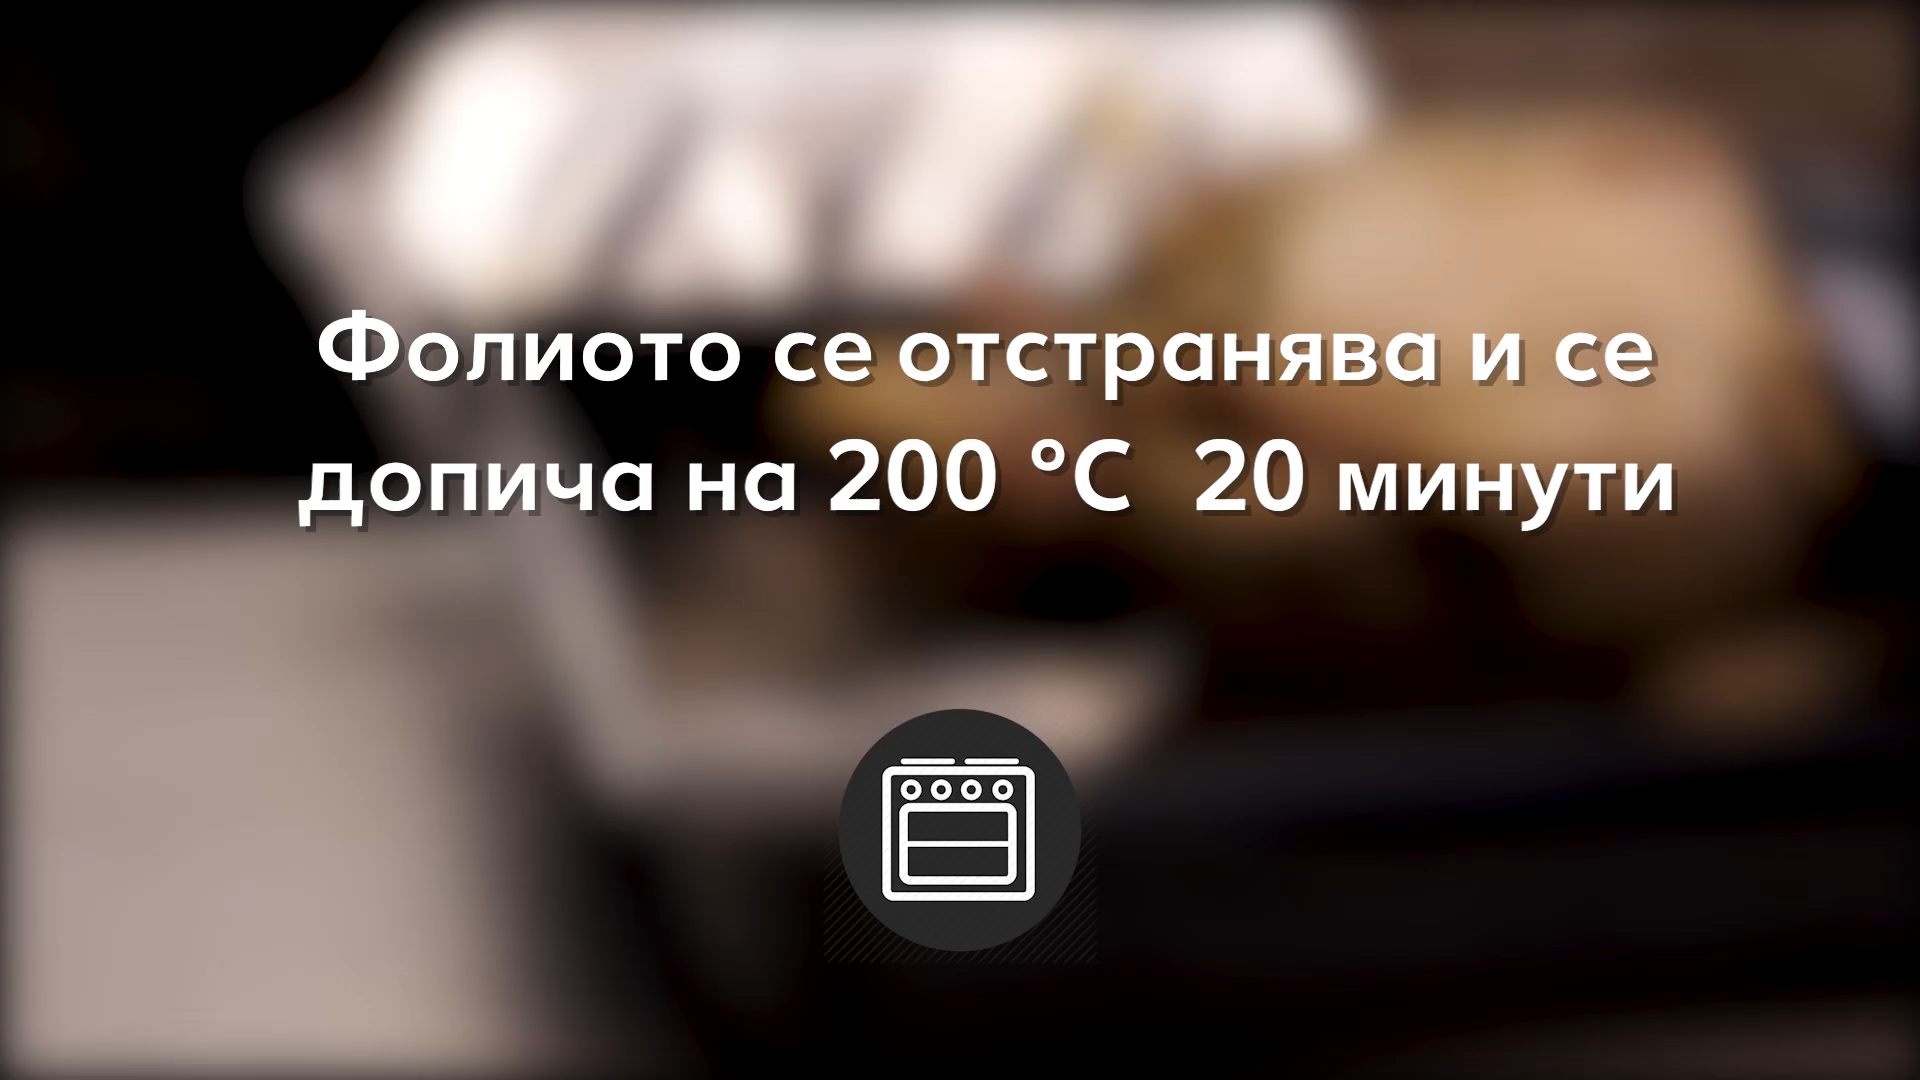 Фолиото се отстранява и се
допича на 200 °C 20 минути